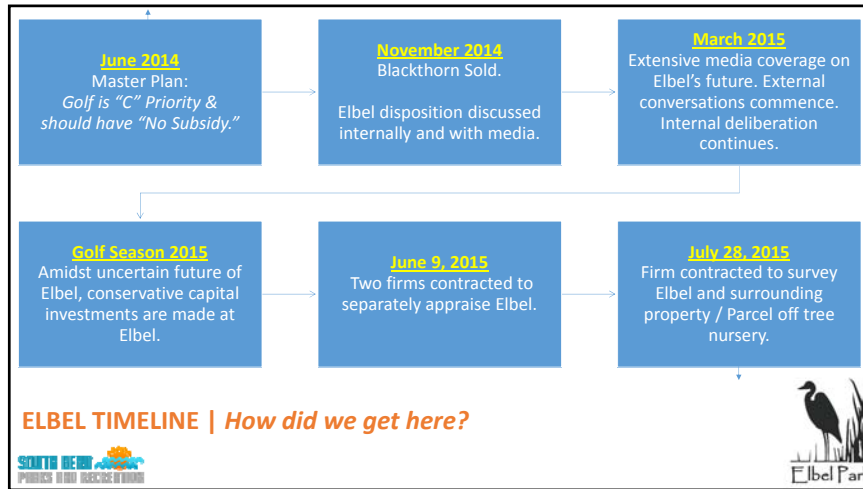 June 2014
Master Plan:
Golf is “C” Priority &
should have “No Subsidy.”
November 2014
Blackthorn Sold.
Elbel disposition discussed
internally and with media.
March 2015
Extensive media coverage on
Elbel’s future. External
conversations commence.
Internal deliberation
continues.
Golf Season 2015
Amidst uncertain future of
Elbel, conservative capital
investments are made at
Elbel.
June 9, 2015
Two firms contracted to
separately appraise Elbel.
July 28, 2015
Firm contracted to survey
Elbel and surrounding
property / Parcel off tree
nursery.
ELBEL TIMELINE | How did we get here?
SOUTH BEND
PARKS AND RECREATION
Elbel Par